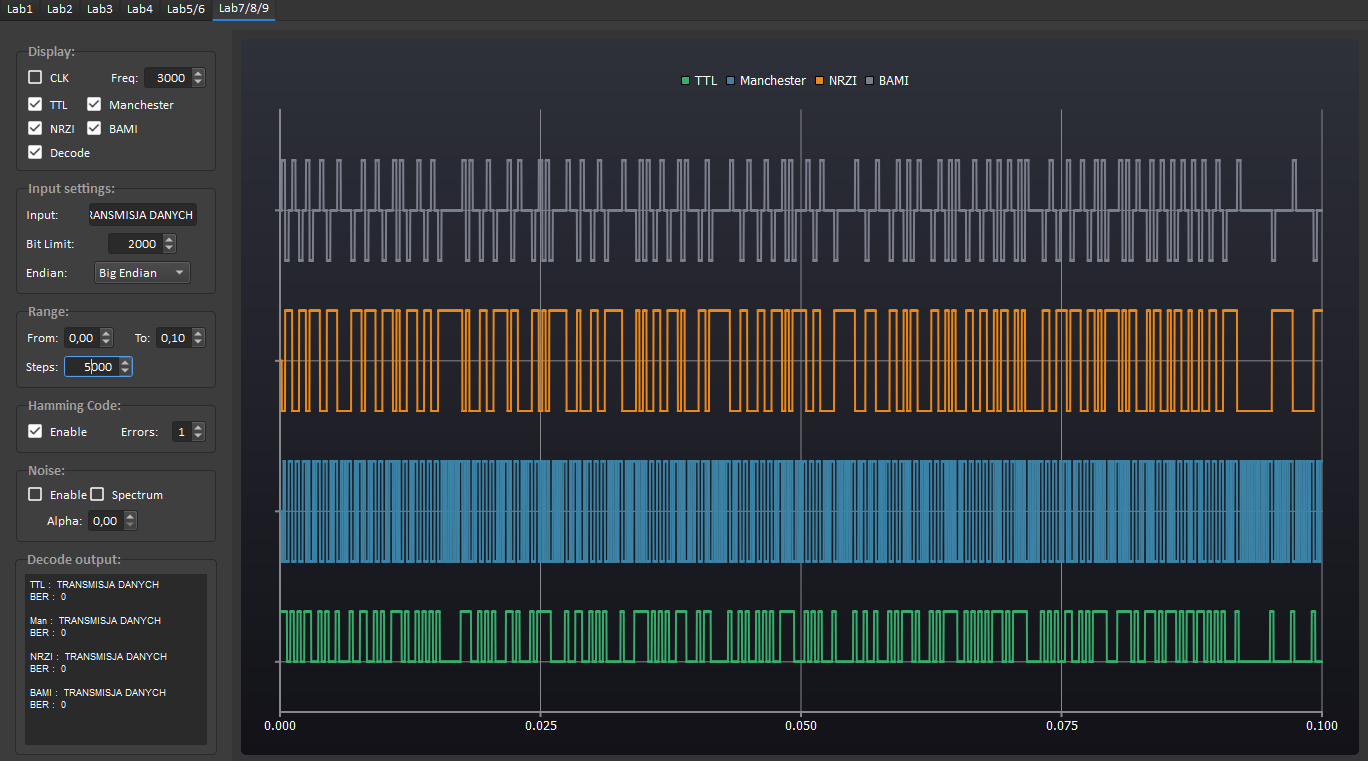 Lab1 Lab2 Lab3 Lab4 Lab5/6 Lab7/8/9
Display:
CLK Freq: 3000
TTL Manchester
NRZI BAMI
Decode
Input settings:
Input: RANSMISJA DANYCH
Bit Limit: 2000
Endian: Big Endian
Range:
From: 0,00 To: 0,10
Steps: 5000
Hamming Code:
Enable Errors: 1
Noise:
Enable Spectrum
Alpha: 0,00
Decode output:
TTL : TRANSMISJA DANYCH
BER : 0
Man : TRANSMISJA DANYCH
BER : 0
NRZI : TRANSMISJA DANYCH
BER : 0
BAMI : TRANSMISJA DANYCH
BER : 0
TTL Manchester NRZI BAMI
0.000 0.025 0.050 0.075 0.100